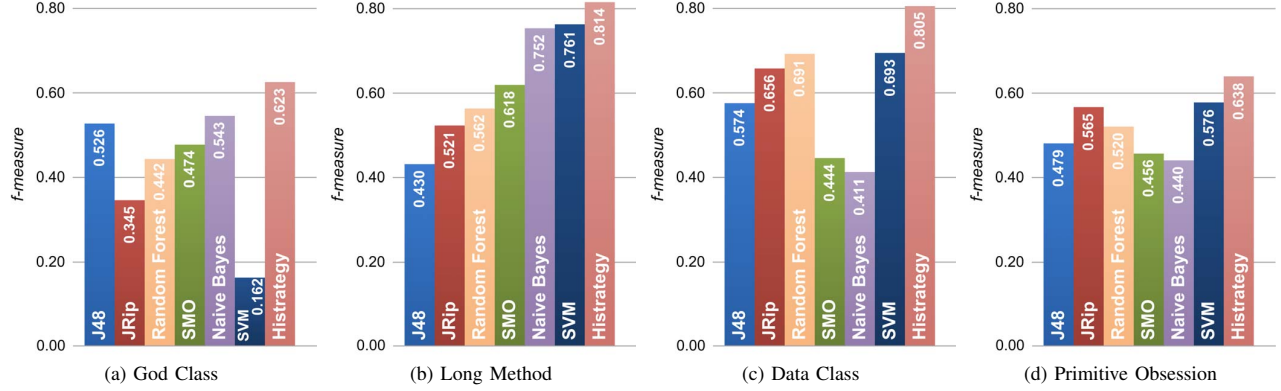 0.80
0.60
0.40
0.20
0.00
f-measure
J48 0.526
JRip 0.345
Random Forest 0.442
SMO 0.474
Naive Bayes 0.543
SVM 0.162
Histrategy 0.623
(a) God Class
0.80
0.60
0.40
0.20
0.00
f-measure
J48 0.430
JRip 0.521
Random Forest 0.562
SMO 0.618
Naive Bayes 0.752
SVM 0.761
Histrategy 0.814
(b) Long Method
0.80
0.60
0.40
0.20
0.00
f-measure
J48 0.574
JRip 0.656
Random Forest 0.691
SMO 0.444
Naive Bayes 0.411
SVM 0.693
Histrategy 0.805
(c) Data Class
0.80
0.60
0.40
0.20
0.00
f-measure
J48 0.479
JRip 0.565
Random Forest 0.520
SMO 0.456
Naive Bayes 0.440
SVM 0.576
Histrategy 0.638
(d) Primitive Obsession